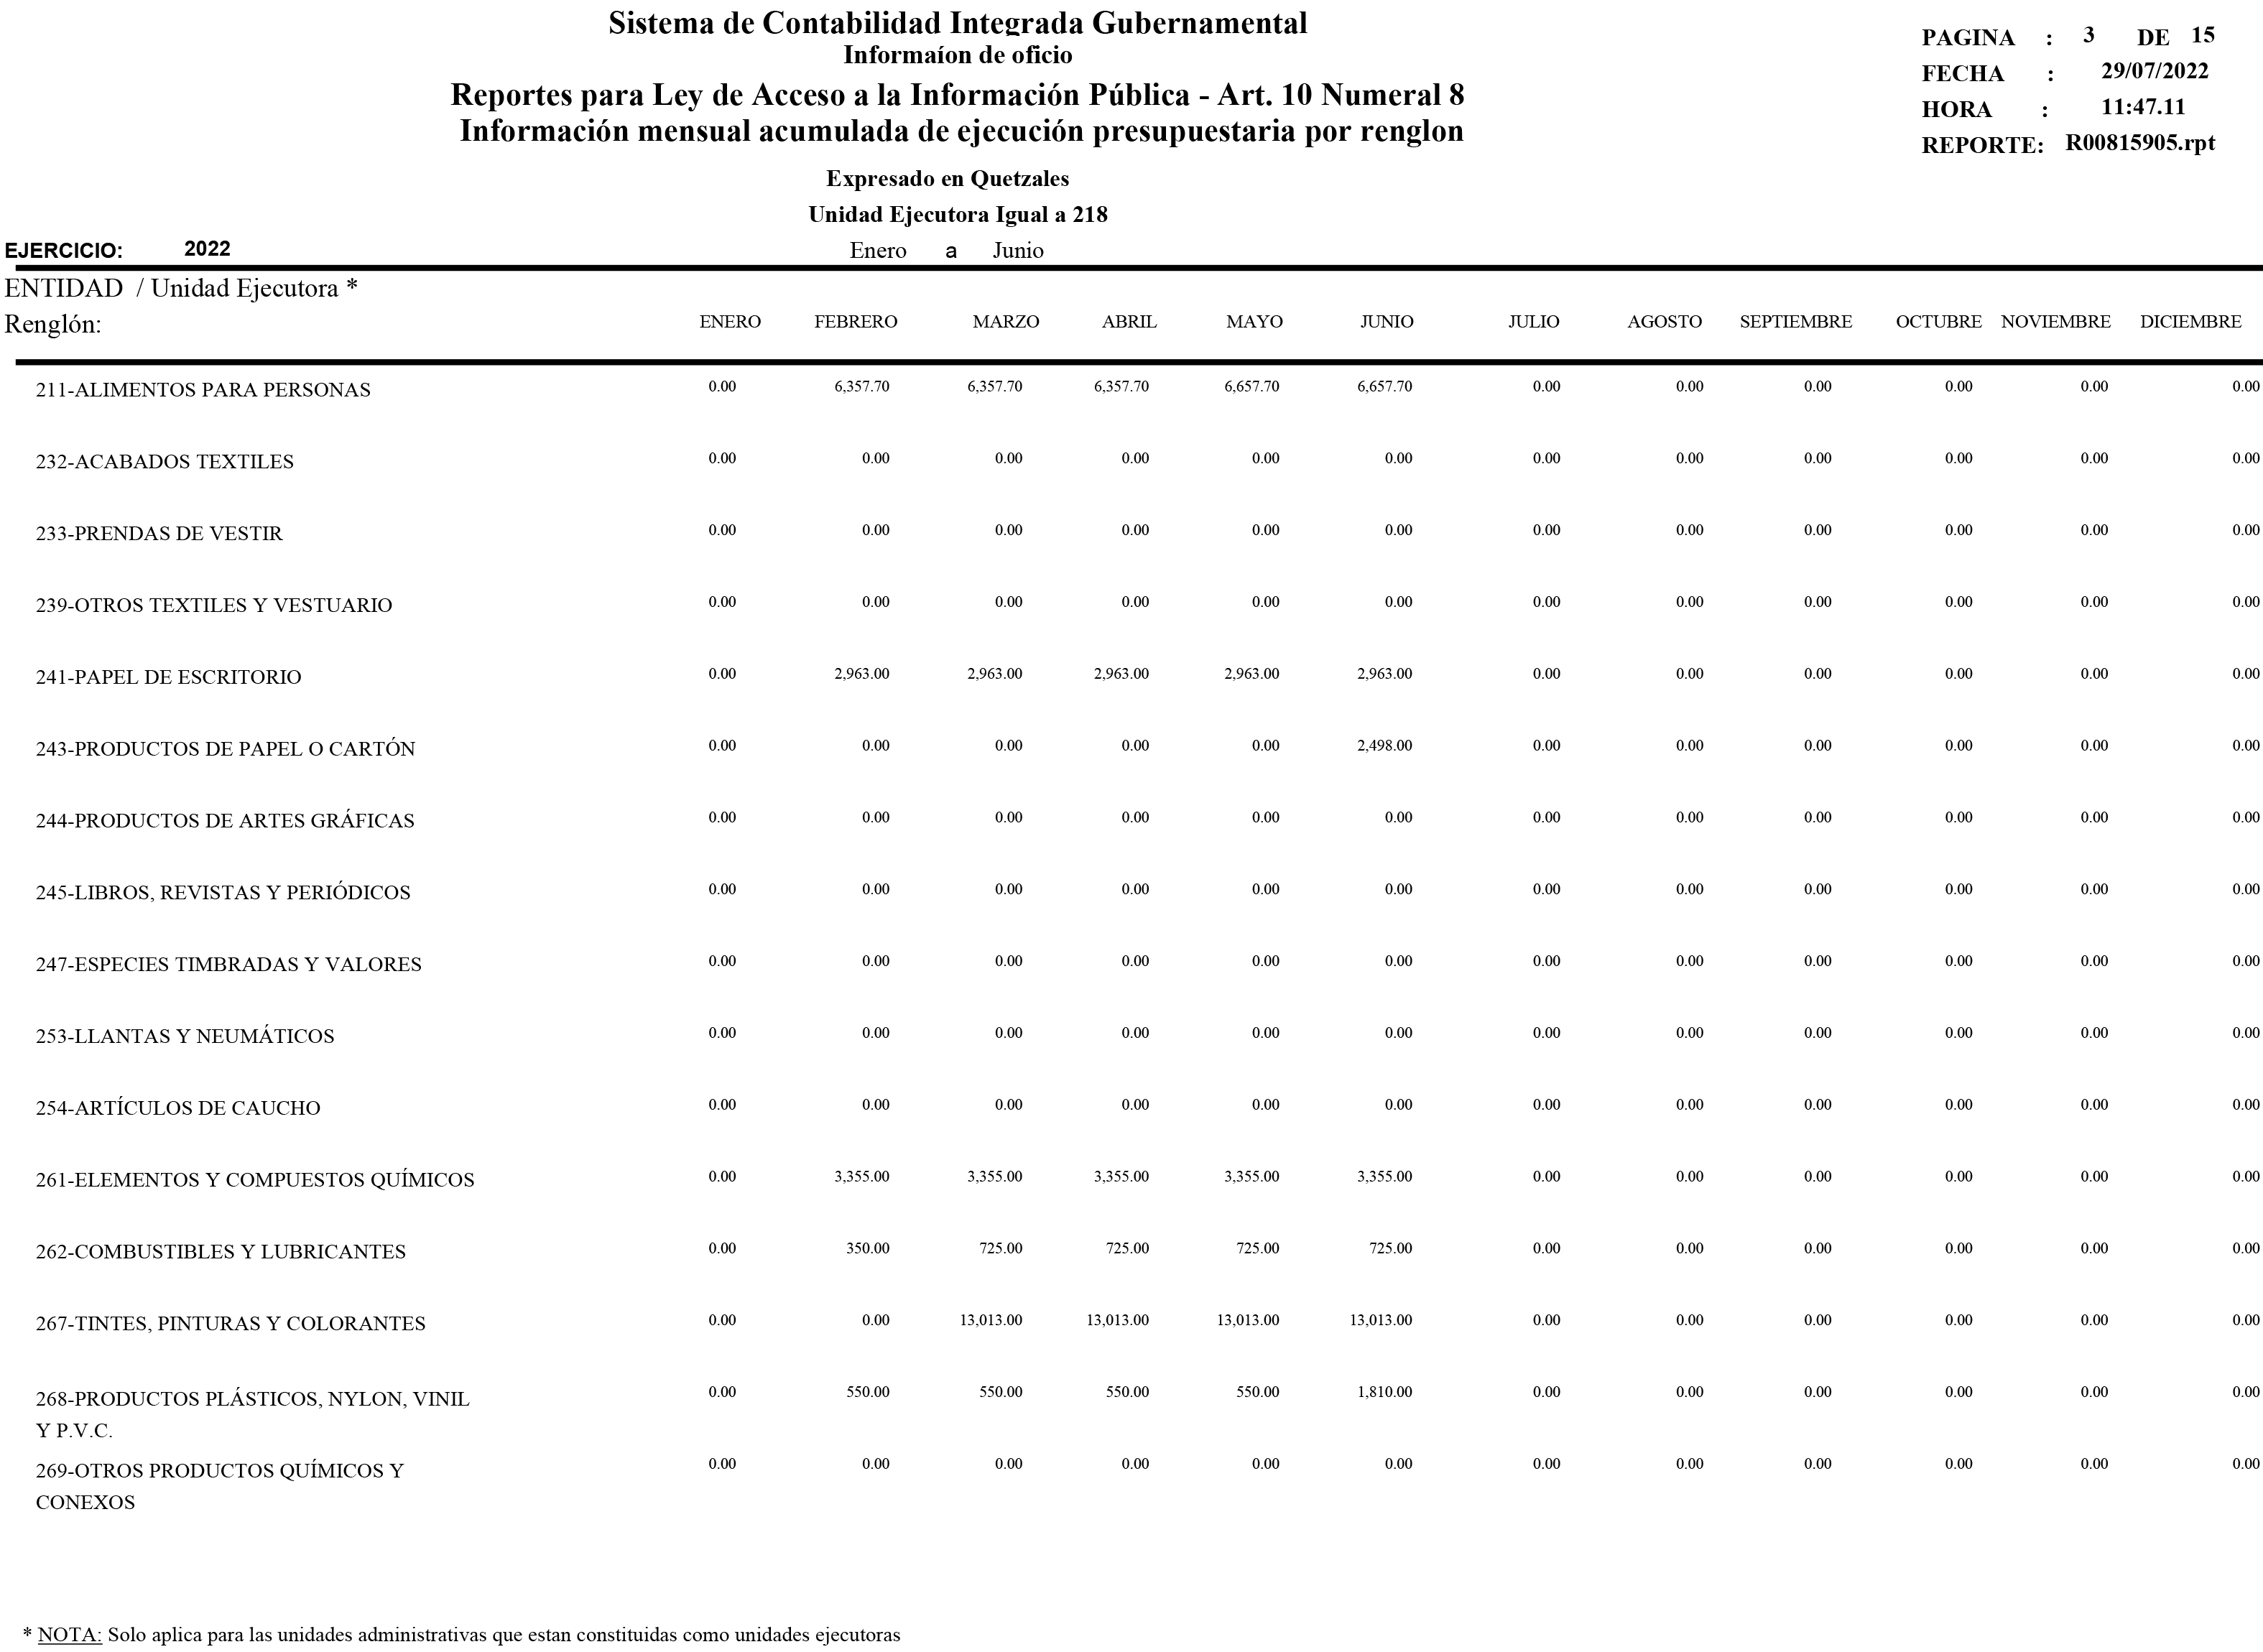 Sistema de Contabilidad Integrada Gubernamental
Informaíon de oficio
Reportes para Ley de Acceso a la Información Pública - Art. 10 Numeral 8
Información mensual acumulada de ejecución presupuestaria por renglon
Expresado en Quetzales
Unidad Ejecutora Igual a 218
PAGINA : 3 DE 15
FECHA : 29/07/2022
HORA : 11:47.11
REPORTE: R00815905.rpt
EJERCICIO: 2022 Enero a Junio
ENTIDAD / Unidad Ejecutora *
Renglón: ENERO FEBRERO MARZO ABRIL MAYO JUNIO JULIO AGOSTO SEPTIEMBRE OCTUBRE NOVIEMBRE DICIEMBRE
211-ALIMENTOS PARA PERSONAS 0.00 6,357.70 6,357.70 6,357.70 6,657.70 6,657.70 0.00 0.00 0.00 0.00 0.00 0.00
232-ACABADOS TEXTILES 0.00 0.00 0.00 0.00 0.00 0.00 0.00 0.00 0.00 0.00 0.00 0.00
233-PRENDAS DE VESTIR 0.00 0.00 0.00 0.00 0.00 0.00 0.00 0.00 0.00 0.00 0.00 0.00
239-OTROS TEXTILES Y VESTUARIO 0.00 0.00 0.00 0.00 0.00 0.00 0.00 0.00 0.00 0.00 0.00 0.00
241-PAPEL DE ESCRITORIO 0.00 2,963.00 2,963.00 2,963.00 2,963.00 2,963.00 0.00 0.00 0.00 0.00 0.00 0.00
243-PRODUCTOS DE PAPEL O CARTÓN 0.00 0.00 0.00 0.00 0.00 2,498.00 0.00 0.00 0.00 0.00 0.00 0.00
244-PRODUCTOS DE ARTES GRÁFICAS 0.00 0.00 0.00 0.00 0.00 0.00 0.00 0.00 0.00 0.00 0.00 0.00
245-LIBROS, REVISTAS Y PERIÓDICOS 0.00 0.00 0.00 0.00 0.00 0.00 0.00 0.00 0.00 0.00 0.00 0.00
247-ESPECIES TIMBRADAS Y VALORES 0.00 0.00 0.00 0.00 0.00 0.00 0.00 0.00 0.00 0.00 0.00 0.00
253-LLANTAS Y NEUMÁTICOS 0.00 0.00 0.00 0.00 0.00 0.00 0.00 0.00 0.00 0.00 0.00 0.00
254-ARTÍCULOS DE CAUCHO 0.00 0.00 0.00 0.00 0.00 0.00 0.00 0.00 0.00 0.00 0.00 0.00
261-ELEMENTOS Y COMPUESTOS QUÍMICOS 0.00 3,355.00 3,355.00 3,355.00 3,355.00 3,355.00 0.00 0.00 0.00 0.00 0.00 0.00
262-COMBUSTIBLES Y LUBRICANTES 0.00 350.00 725.00 725.00 725.00 725.00 0.00 0.00 0.00 0.00 0.00 0.00
267-TINTES, PINTURAS Y COLORANTES 0.00 0.00 13,013.00 13,013.00 13,013.00 13,013.00 0.00 0.00 0.00 0.00 0.00 0.00
268-PRODUCTOS PLÁSTICOS, NYLON, VINIL 0.00 550.00 550.00 550.00 550.00 1,810.00 0.00 0.00 0.00 0.00 0.00 0.00
Y P.V.C.
269-OTROS PRODUCTOS QUÍMICOS Y 0.00 0.00 0.00 0.00 0.00 0.00 0.00 0.00 0.00 0.00 0.00 0.00
CONEXOS
* NOTA: Solo aplica para las unidades administrativas que estan constituidas como unidades ejecutoras